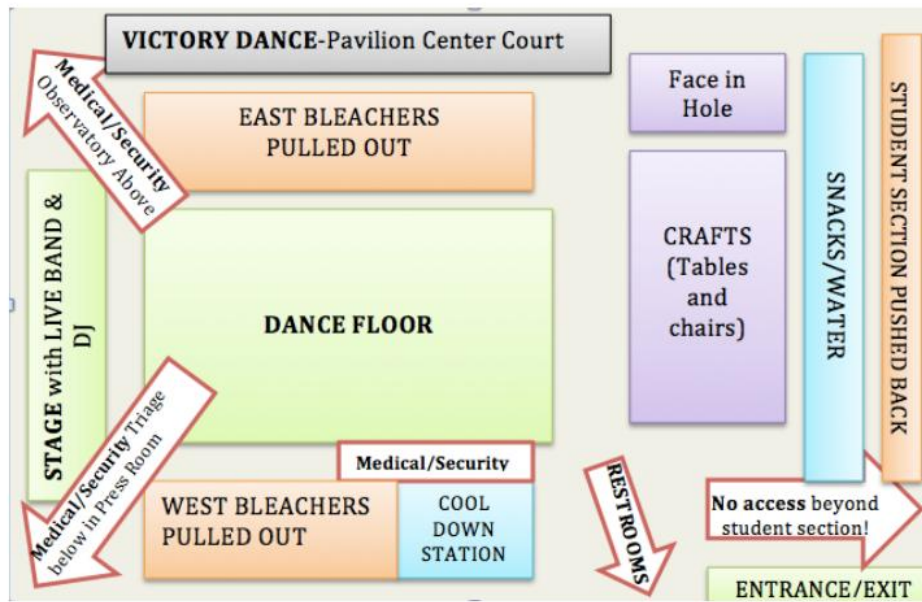 VICTORY DANCE-Pavilion Center Court
Medical/Security
Observatory Above
EAST BLEACHERS
PULLED OUT
Face in
Hole
SNACKS/WATER
STUDENT SECTION PUSHED BACK
STAGE with LIVE BAND &
DJ
DANCE FLOOR
CRAFTS
(Tables
and
chairs)
Medical/Security Triage
below in Press Room
Medical/Security
WEST BLEACHERS
PULLED OUT
COOL
DOWN
STATION
RESTROOMS
No access beyond
student section!
ENTRANCE/EXIT